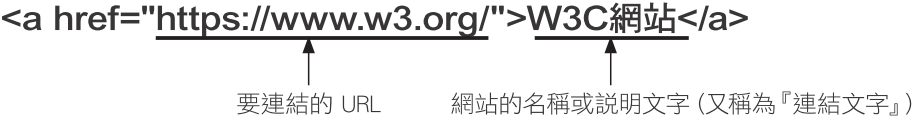 <a href="https://www.w3.org/">W3C網站</a>
要連結的 URL 網站的名稱或說明文字 (又稱為『連結文字』)